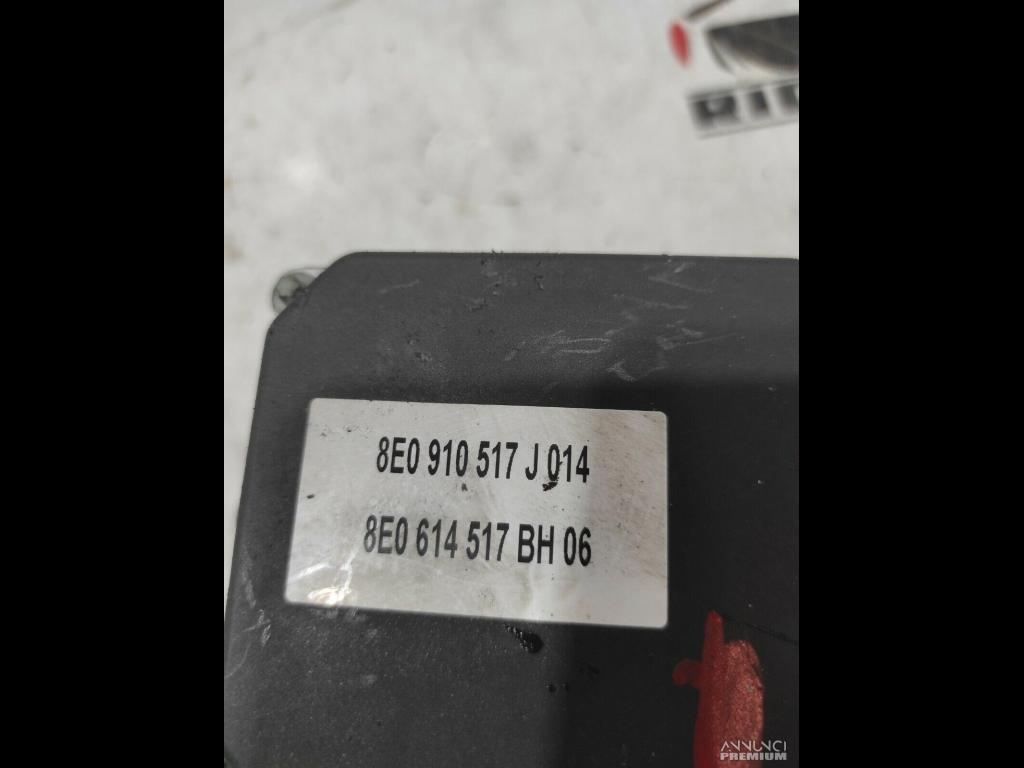 8E0 910 517 J 014
8E0 614 517 BH 06
ANNUNCI
PREMIUM